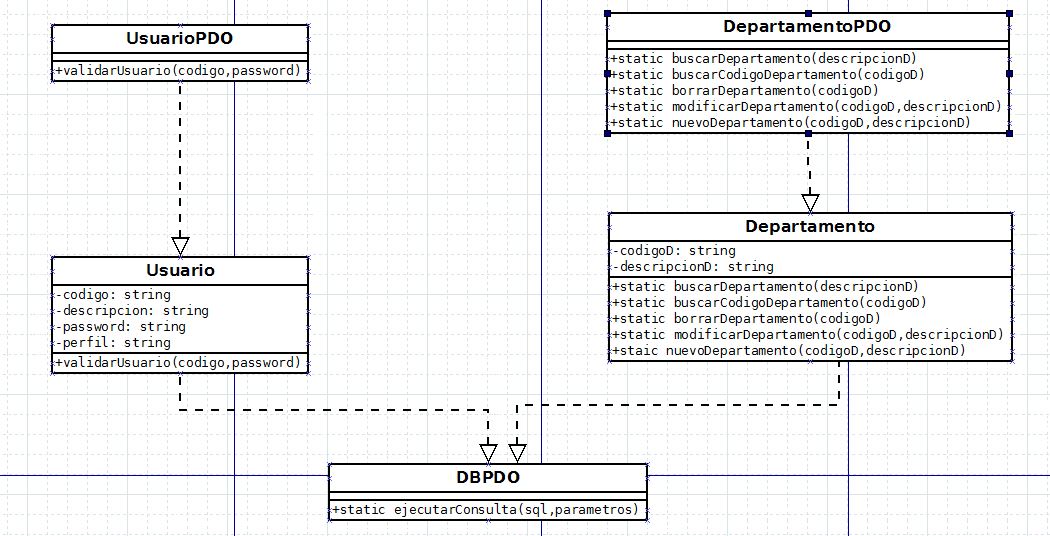 UsuarioPDO
+validarUsuario(codigo,password)
DepartamentoPDO
+static buscarDepartamento(descripcionD)
+static buscarCodigoDepartamento(codigoD)
+static borrarDepartamento(codigoD)
+static modificarDepartamento(codigoD,descripcionD)
+static nuevoDepartamento(codigoD,descripcionD)
Usuario
-codigo: string
-descripcion: string
-password: string
-perfil: string
+validarUsuario(codigo,password)
Departamento
-codigoD: string
-descripcionD: string
+static buscarDepartamento(descripcionD)
+static buscarCodigoDepartamento(codigoD)
+static borrarDepartamento(codigoD)
+static modificarDepartamento(codigoD,descripcionD)
+staic nuevoDepartamento(codigoD,descripcionD)
DBPDO
+static ejecutarConsulta(sql,parametros)